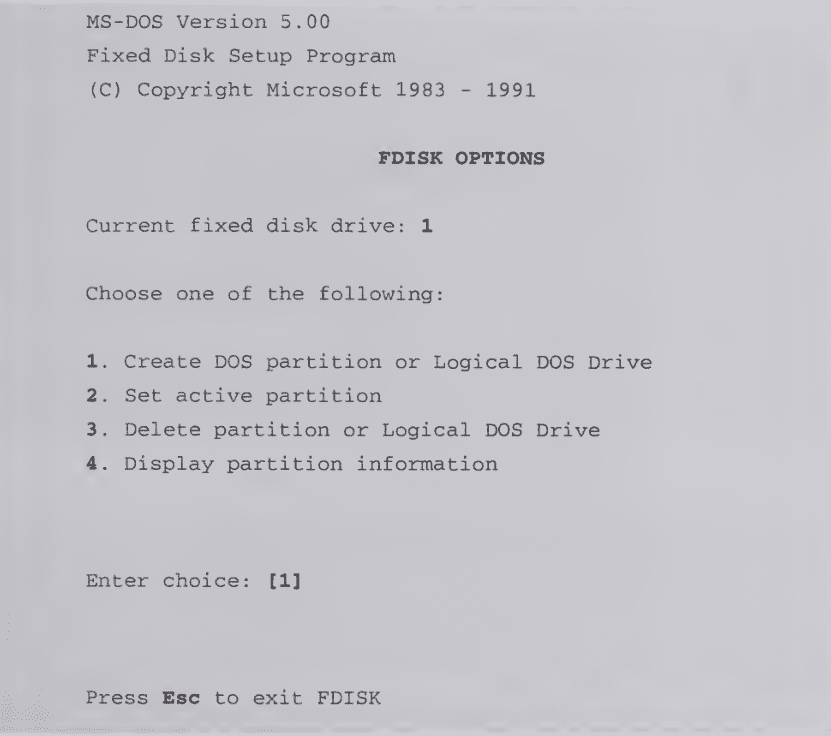 MS-DOS Version 5.00
Fixed Disk Setup Program
(C) Copyright Microsoft 1983 - 1991
FDISK OPTIONS
Current fixed disk drive: 1
Choose one of the following:
1. Create DOS partition or Logical DOS Drive
2. Set active partition
3. Delete partition or Logical DOS Drive
4. Display partition information
Enter choice: [1]
Press Esc to exit FDISK